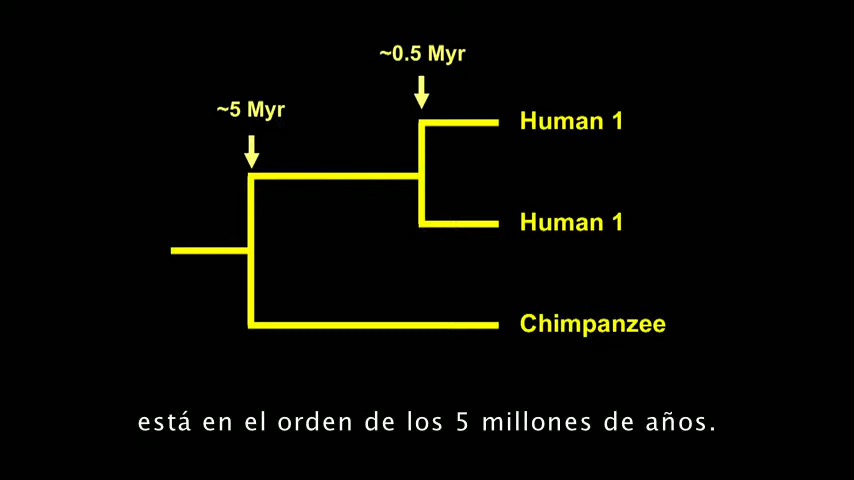 ~0.5 Myr
~5 Myr
Human 1
Human 1
Chimpanzee
está en el orden de los 5 millones de años.